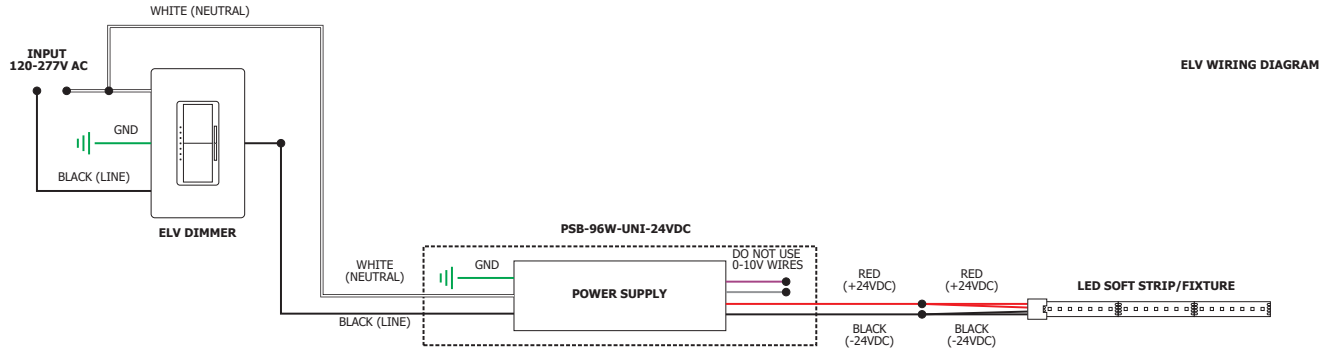 WHITE (NEUTRAL)
INPUT
120-277V AC
ELV WIRING DIAGRAM
GND
BLACK (LINE)
ELV DIMMER
PSB-96W-UNI-24VDC
WHITE
(NEUTRAL)
GND
DO NOT USE
0-10V WIRES
POWER SUPPLY
RED
(+24VDC)
RED
(+24VDC)
LED SOFT STRIP/FIXTURE
BLACK (LINE)
BLACK
(-24VDC)
BLACK
(-24VDC)